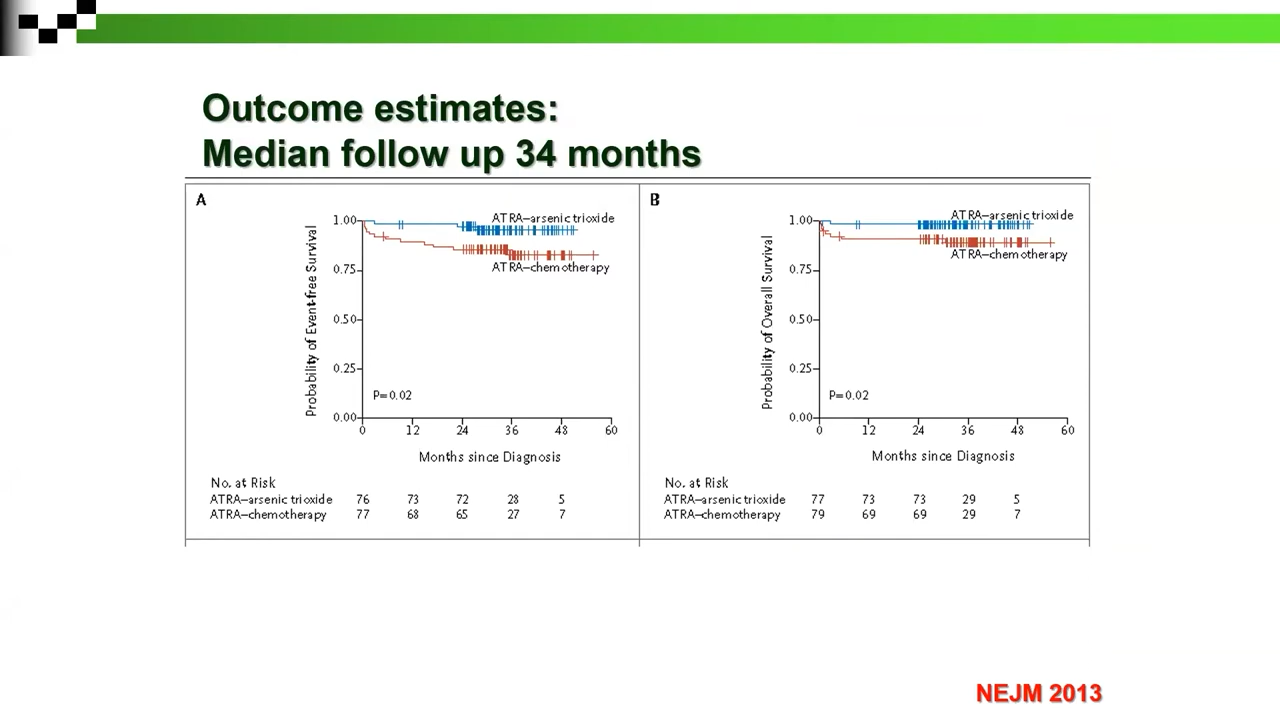 Outcome estimates:
Median follow up 34 months
A
Probability of Event-free Survival
1.00
0.75
0.50
0.25
0.00
ATRA–arsenic trioxide
ATRA–chemotherapy
P=0.02
0 12 24 36 48 60
Months since Diagnosis
No. at Risk
ATRA–arsenic trioxide 76 73 72 28 5
ATRA–chemotherapy 77 68 65 27 7
B
Probability of Overall Survival
1.00
0.75
0.50
0.25
0.00
ATRA–arsenic trioxide
ATRA–chemotherapy
P=0.02
0 12 24 36 48 60
Months since Diagnosis
No. at Risk
ATRA–arsenic trioxide 77 73 73 29 5
ATRA–chemotherapy 79 69 69 29 7
NEJM 2013